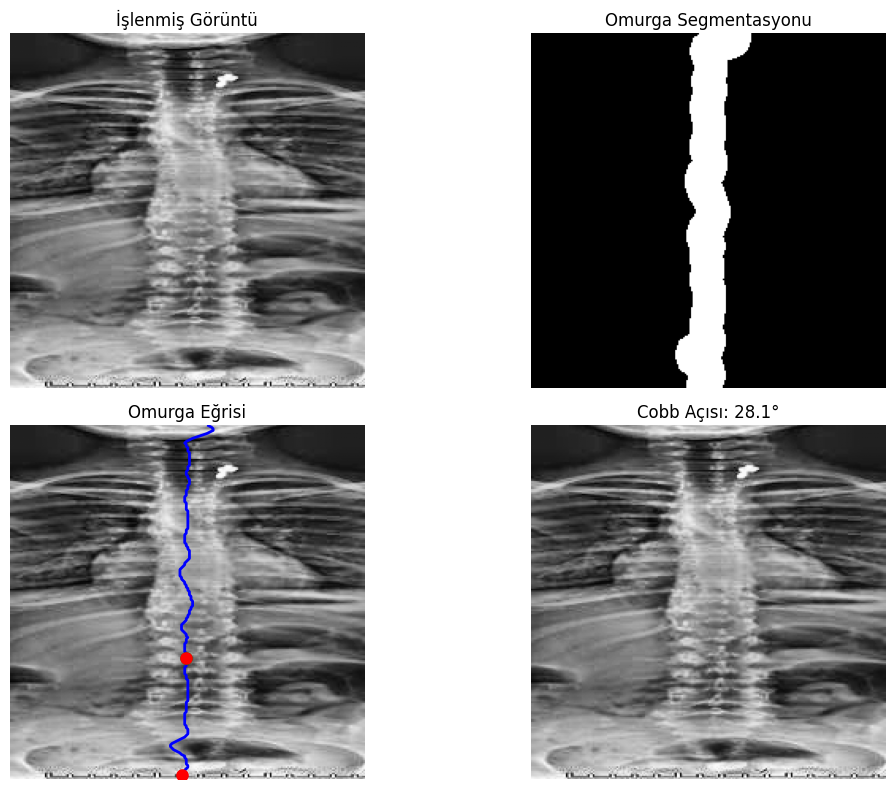 İşlenmiş Görüntü
Omurga Segmentasyonu
Omurga Eğrisi
Cobb Açısı: 28.1°